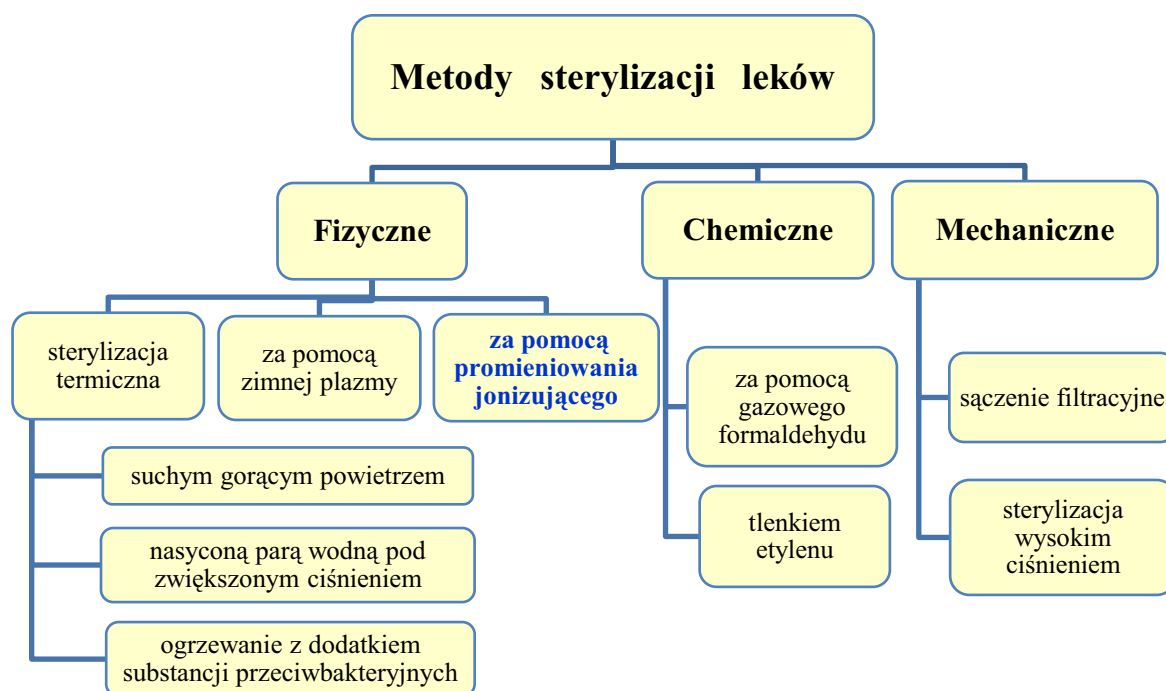 Metody sterylizacji leków
Fizyczne
Chemiczne
Mechaniczne
sterylizacja
termiczna
za pomocą
zimnej plazmy
za pomocą
promieniowania
jonizującego
suchym gorącym powietrzem
nasyconą parą wodną pod
zwiększonym ciśnieniem
ogrzewanie z dodatkiem
substancji przeciwbakteryjnych
za pomocą
gazowego
formaldehydu
tlenkiem
etylenu
sączenie filtracyjne
sterylizacja
wysokim
ciśnieniem